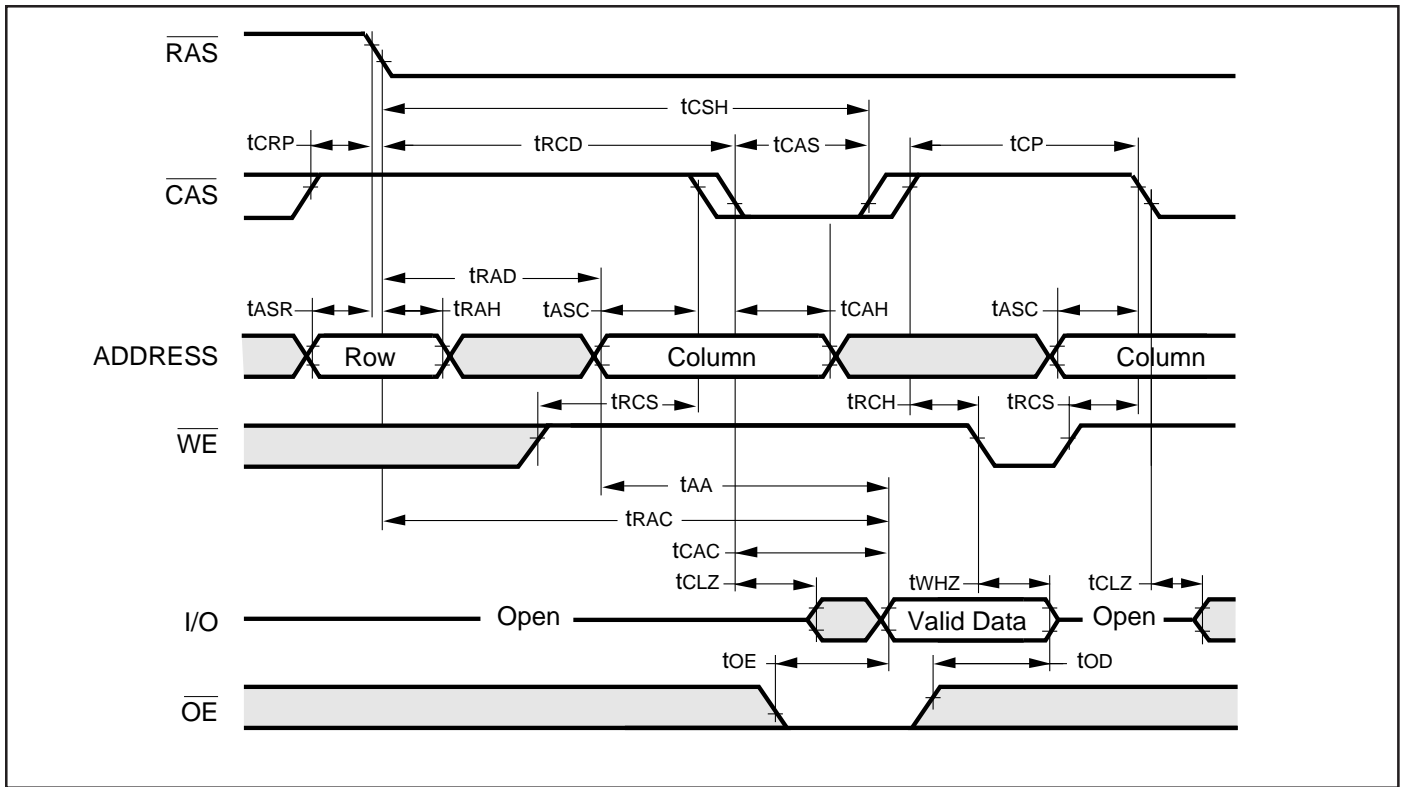 RAS
tCSH
tCRP
tRCD
tCAS
tCP
CAS
tRAD
tASR
tRAH
tASC
tCAH
tASC
ADDRESS
Row
Column
Column
tRCS
tRCH
tRCS
WE
tAA
tRAC
tCAC
tCLZ
tWHZ
tCLZ
I/O
Open
Valid Data
Open
tOE
tOD
OE